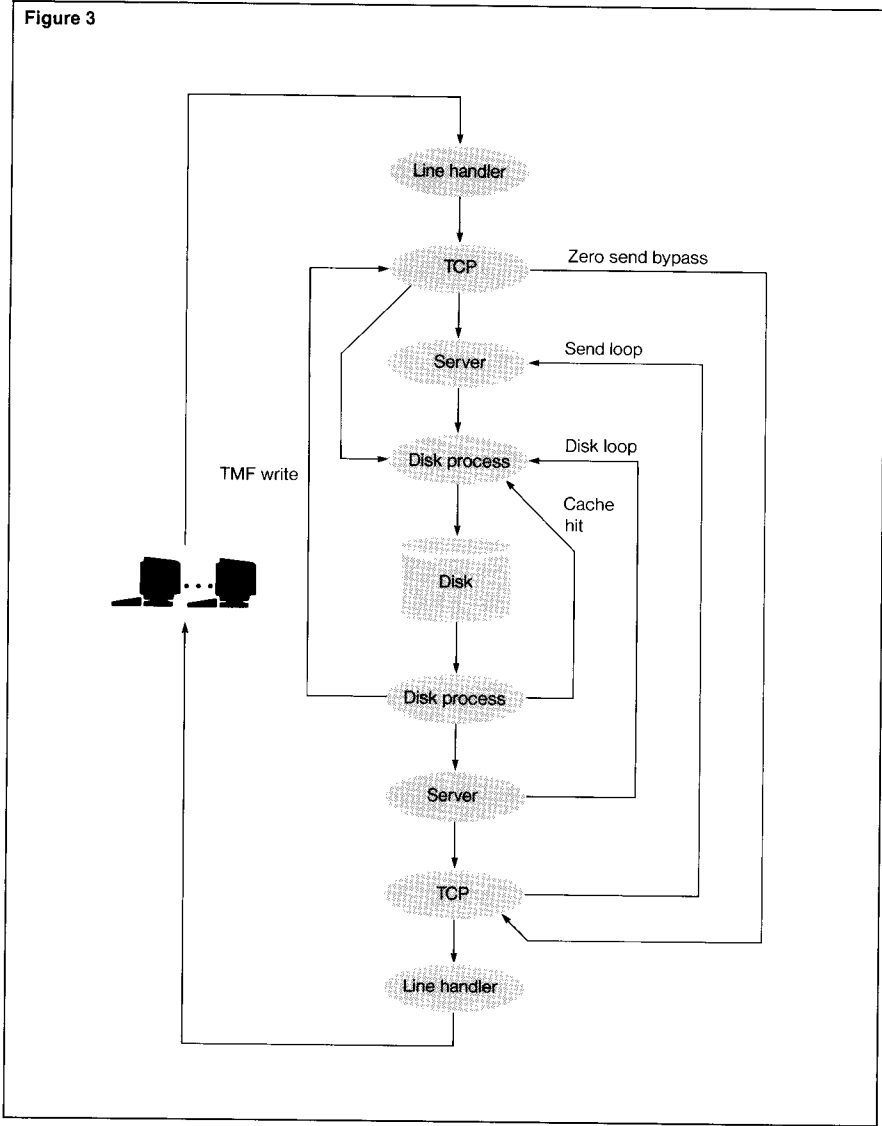 Figure 3
Line handler
TCP
Zero send bypass
Server
Send loop
Disk process
Disk loop
TMF write
Cache
hit
Disk
Disk process
Server
TCP
Line handler